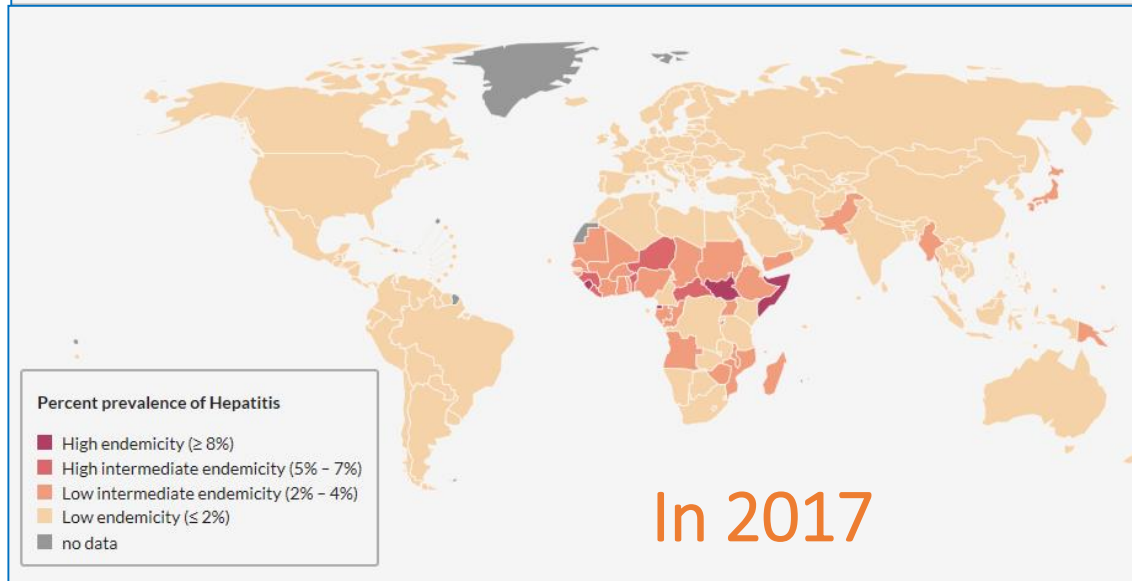 Percent prevalence of Hepatitis
High endemicity (≥ 8%)
High intermediate endemicity (5% – 7%)
Low intermediate endemicity (2% – 4%)
Low endemicity (≤ 2%)
no data
In 2017